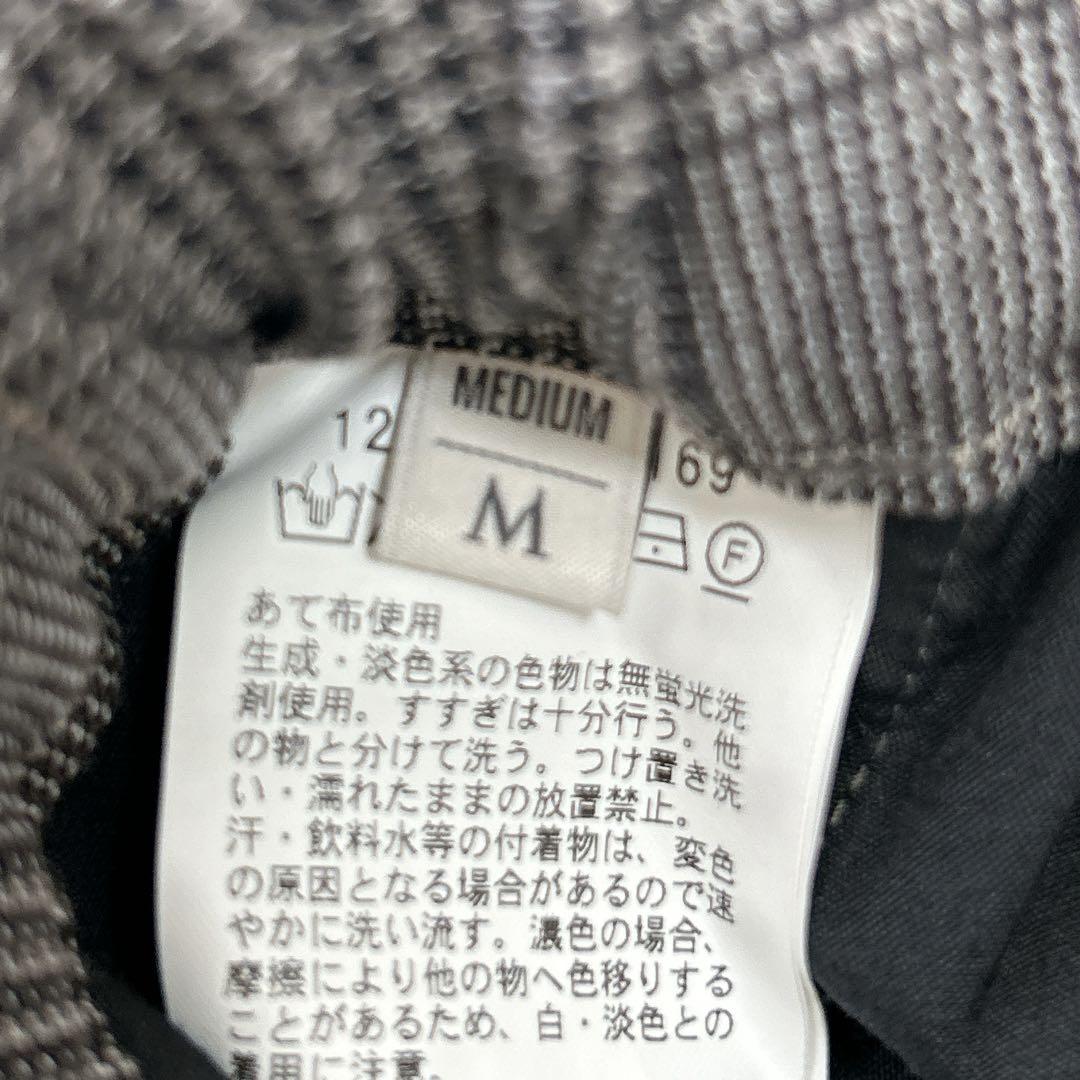 MEDIUM
M
12
69
F
あて布使用
生成・淡色系の色物は無蛍光洗
剤使用。すすぎは十分行う。他
の物と分けて洗う。つけ置き洗
い・濡れたままの放置禁止。
汗・飲料水等の付着物は、変色
の原因となる場合があるので速
やかに洗い流す。濃色の場合、
摩擦により他の物へ色移りする
ことがあるため、白・淡色との
着用に注意。